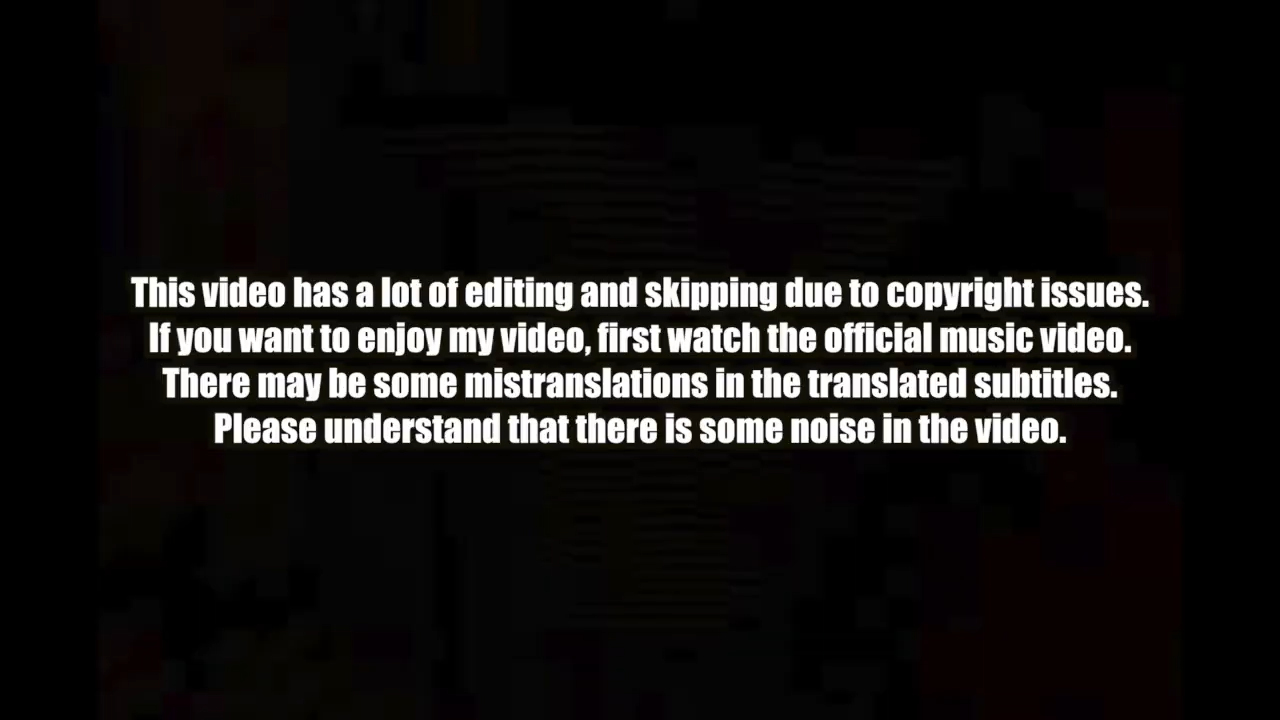 This video has a lot of editing and skipping due to copyright issues.
If you want to enjoy my video, first watch the official music video.
There may be some mistranslations in the translated subtitles.
Please understand that there is some noise in the video.